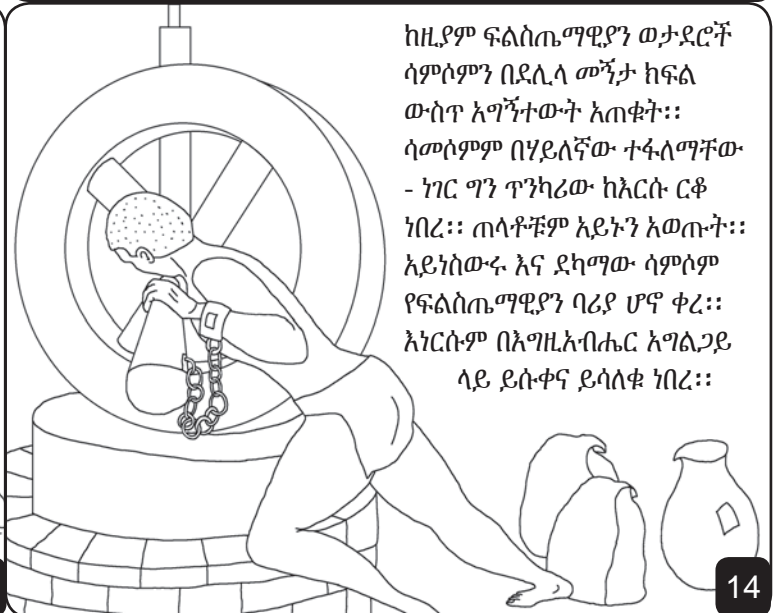 ከዚያም ፍልስጤማዊያን ወታደሮች
ሳምሶምን በደሊላ መኝታ ክፍል
ውስጥ አግኝተውት አጠቁት፡፡
ሳመሶምም በሃይለኛው ተፋለማቸው
- ነገር ግን ጥንካሪው ከእርሱ ርቆ
ነበረ፡፡ ጠላቶቹም አይኑን አወጡት፡፡
አይነስውሩ እና ደካማው ሳምሶም
የፍልስጤማዊያን ባሪያ ሆኖ ቀረ፡፡
እነርሱም በእግዚአብሔር አግልጋይ
ላይ ይሱቀና ይሳለቁ ነበረ፡፡
14